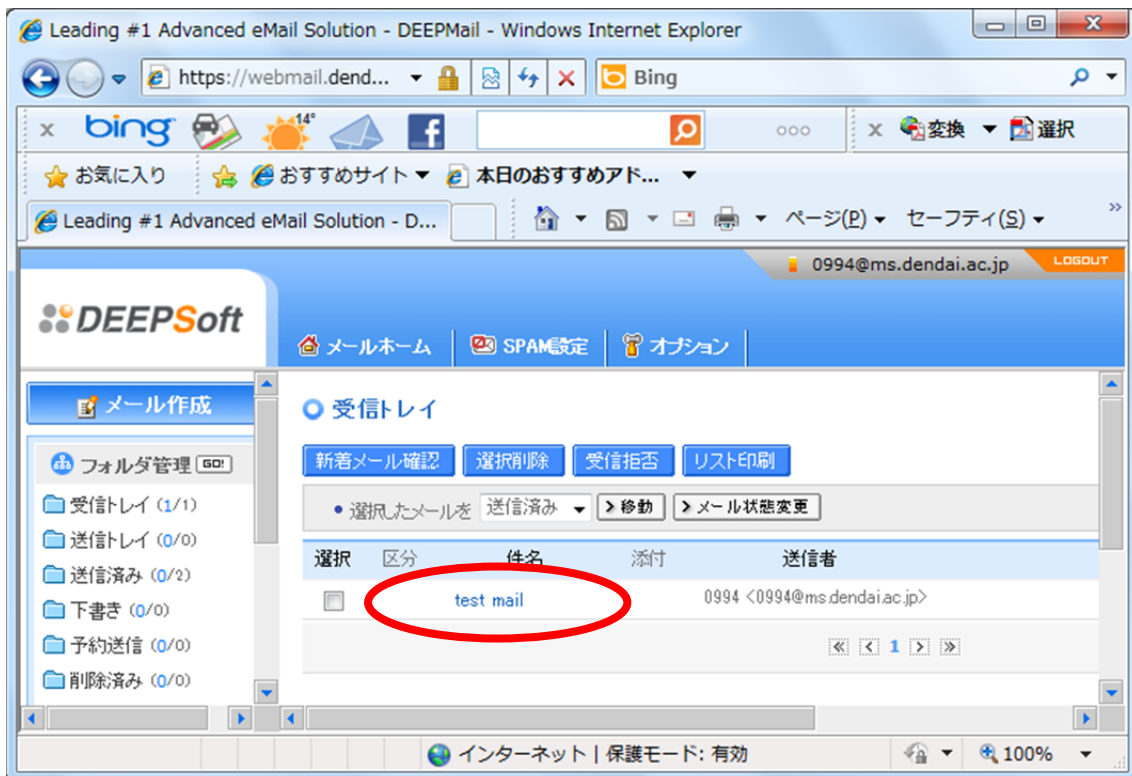 Leading #1 Advanced eMail Solution - DEEPMail - Windows Internet Explorer
https://webmail.dend... Bing
bing 14° 変換 選択
お気に入り おすすめサイト 本日のおすすめアド...
Leading #1 Advanced eMail Solution - D... ページ(P) セーフティ(S) »
0994@ms.dendai.ac.jp LOGOUT
DEEPSoft
メールホーム SPAM設定 オプション
メール作成
受信トレイ
フォルダ管理 GO!
新着メール確認 選択削除 受信拒否 リスト印刷
受信トレイ (1/1)
選択したメールを 送信済み 移動 メール状態変更
送信トレイ (0/0)
選択 区分 件名 添付 送信者
送信済み (0/2)
test mail 0994 <0994@ms.dendai.ac.jp>
下書き (0/0)
予約送信 (0/0)
1
削除済み (0/0)
インターネット | 保護モード: 有効 100%